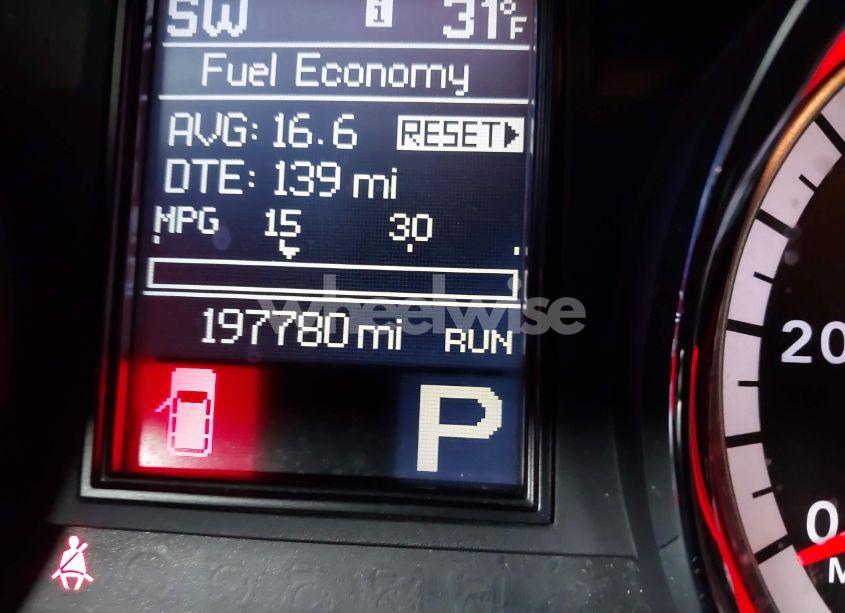 SW 31°F
Fuel Economy
AVG: 16.6 RESET
DTE: 139 mi
MPG 15 30
197780 mi RUN
wheelwise
P
20
0
M